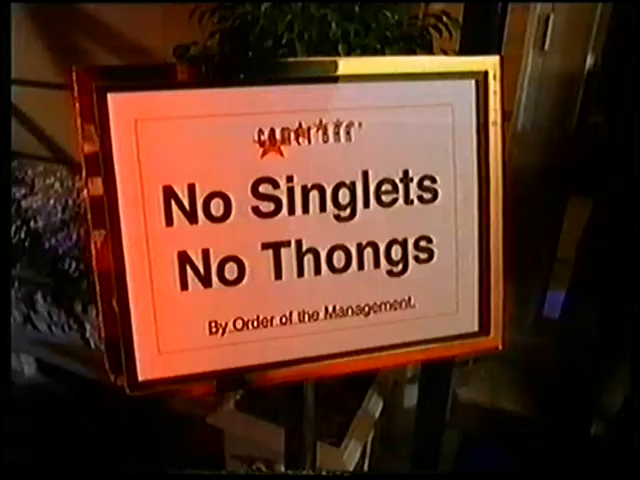 No Singlets
No Thongs
By Order of the Management.